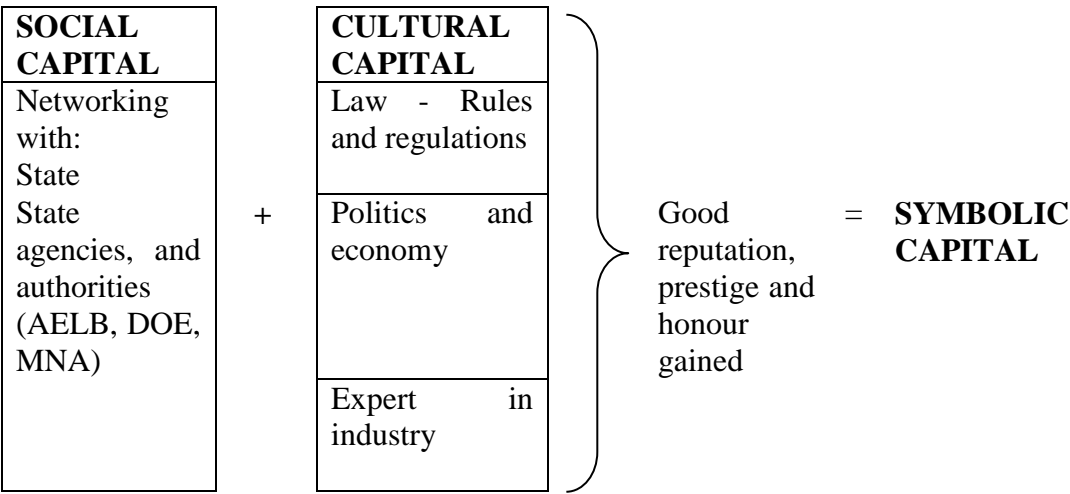 SOCIAL
CAPITAL
Networking
with:
State
State
agencies, and
authorities
(AELB, DOE,
MNA)
+
CULTURAL
CAPITAL
Law - Rules
and regulations
Politics and
economy
Expert in
industry
Good
reputation,
prestige and
honour
gained
=
SYMBOLIC
CAPITAL